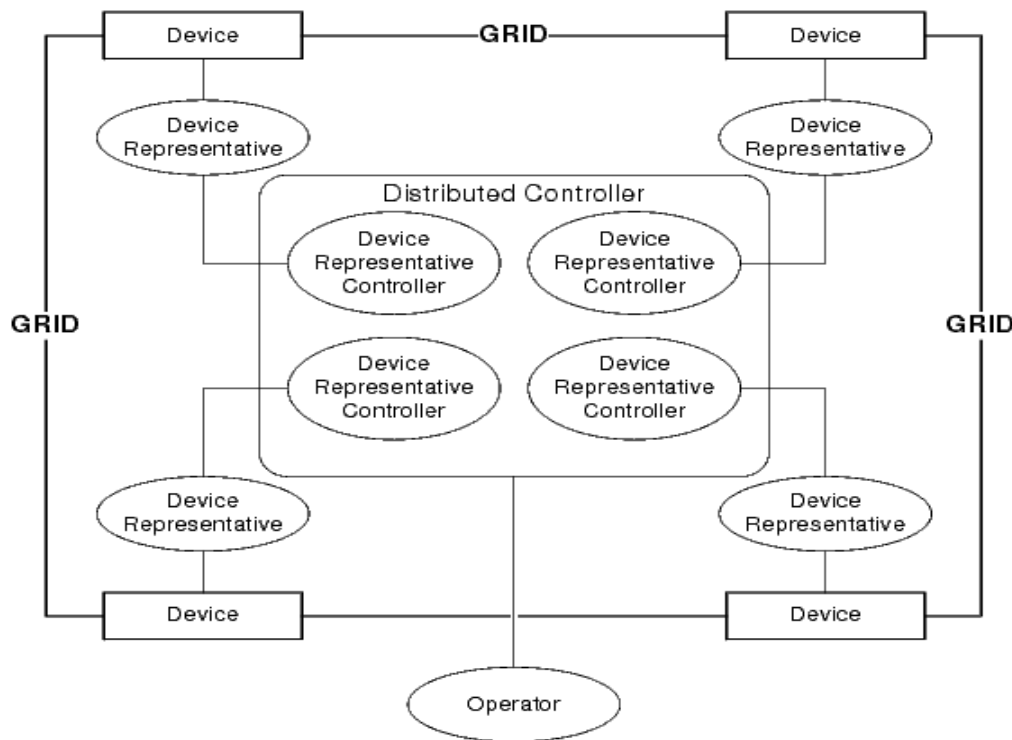 Device
GRID
Device
Device
Representative
Device
Representative
Distributed Controller
Device
Representative
Controller
Device
Representative
Controller
GRID
GRID
Device
Representative
Controller
Device
Representative
Controller
Device
Representative
Device
Representative
Device
Device
Operator